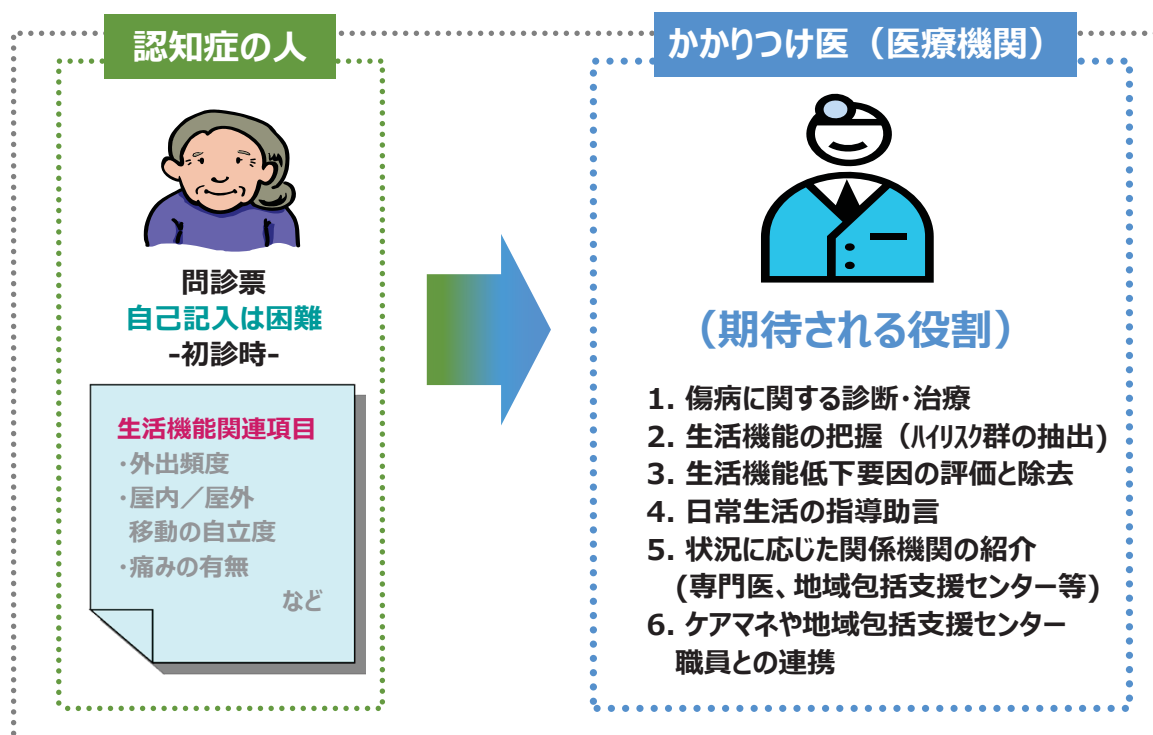 認知症の人
問診票
自己記入は困難
-初診時-
生活機能関連項目
・外出頻度
・屋内／屋外
移動の自立度
・痛みの有無
など
かかりつけ医（医療機関）
（期待される役割）
1. 傷病に関する診断・治療
2. 生活機能の把握（ハイリスク群の抽出)
3. 生活機能低下要因の評価と除去
4. 日常生活の指導助言
5. 状況に応じた関係機関の紹介
(専門医、地域包括支援センター等)
6. ケアマネや地域包括支援センター
職員との連携